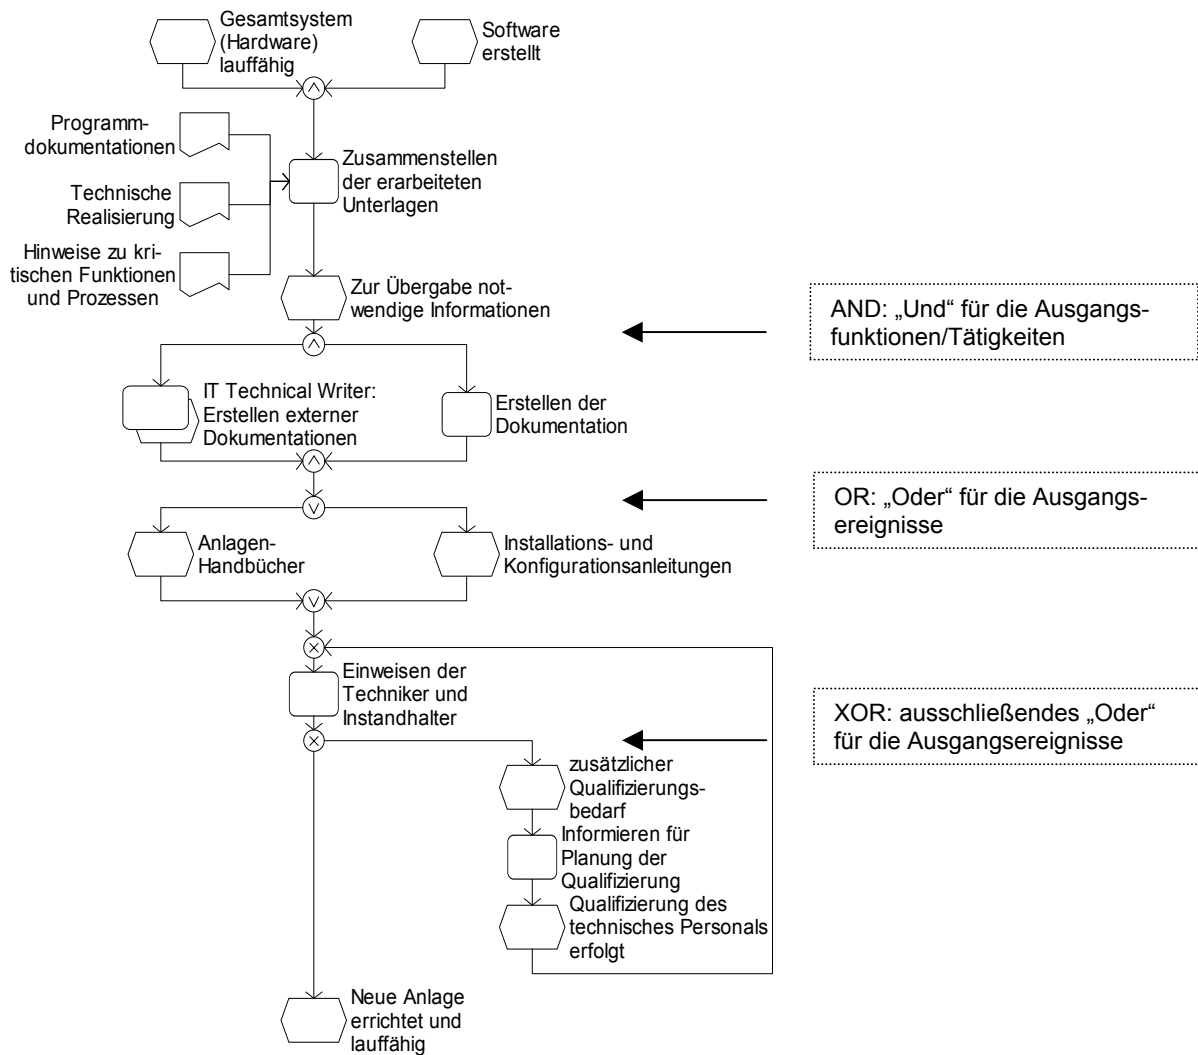 Gesamtsystem
(Hardware)
lauffähig
Software
erstellt
Programm-
dokumentationen
Technische
Realisierung
Hinweise zu kri-
tischen Funktionen
und Prozessen
Zusammenstellen
der erarbeiteten
Unterlagen
Zur Übergabe not-
wendige Informationen
AND: „Und“ für die Ausgangs-
funktionen/Tätigkeiten
IT Technical Writer:
Erstellen externer
Dokumentationen
Erstellen der
Dokumentation
OR: „Oder“ für die Ausgangs-
ereignisse
Anlagen-
Handbücher
Installations- und
Konfigurationsanleitungen
Einweisen der
Techniker und
Instandhalter
XOR: ausschließendes „Oder“
für die Ausgangsereignisse
zusätzlicher
Qualifizierungs-
bedarf
Informieren für
Planung der
Qualifizierung
Qualifizierung des
technisches Personals
erfolgt
Neue Anlage
errichtet und
lauffähig